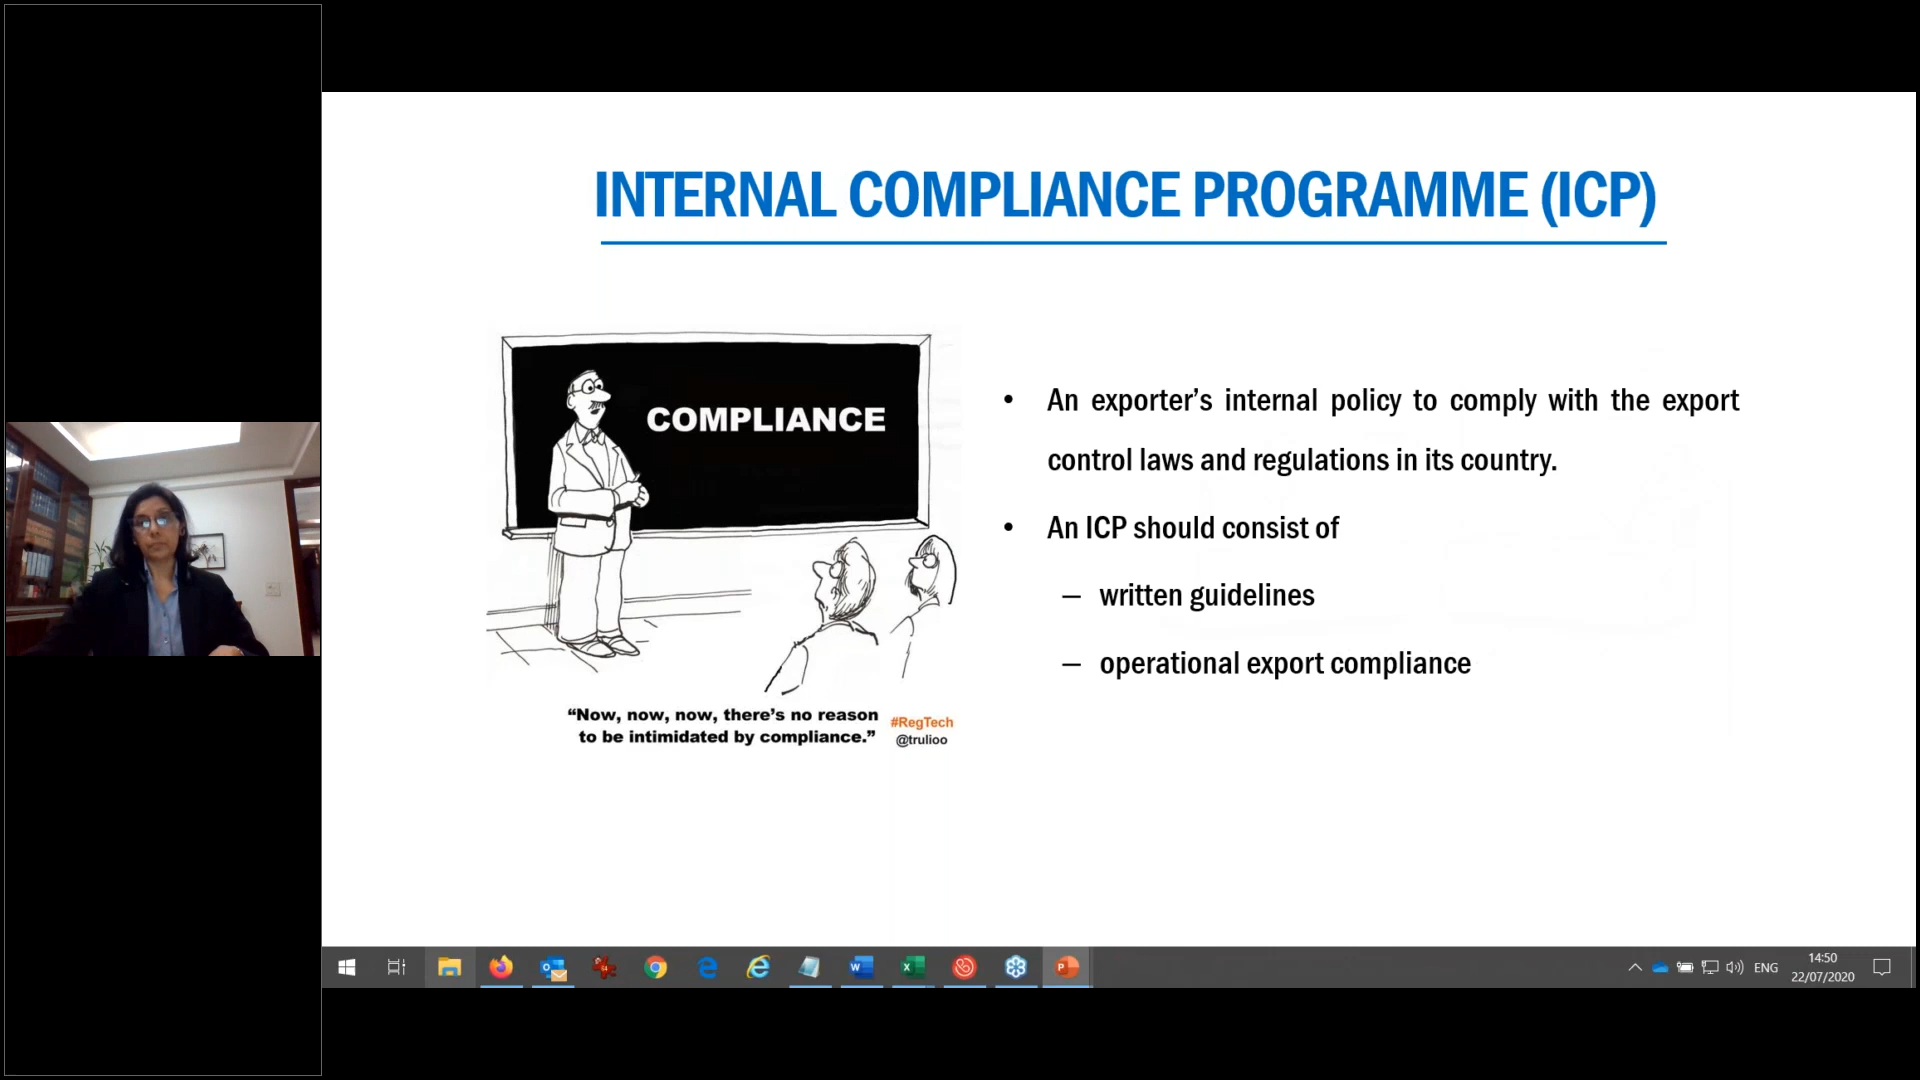 INTERNAL COMPLIANCE PROGRAMME (ICP)
COMPLIANCE
“Now, now, now, there’s no reason
to be intimidated by compliance.”
#RegTech
@trulioo
• An exporter’s internal policy to comply with the export
control laws and regulations in its country.
• An ICP should consist of
– written guidelines
– operational export compliance
ENG
14:50
22/07/2020